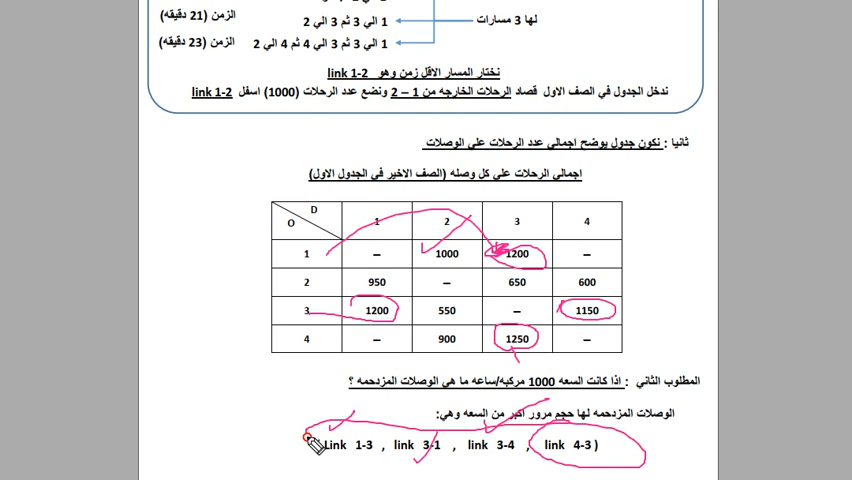 الزمن (21 دقيقه) 1 الي 3 ثم 3 الي 2
لها 3 مسارات
الزمن (23 دقيقه) 1 الي 3 ثم 3 الي 4 ثم 4 الي 2
نختار المسار الاقل زمن وهو link 1-2
ندخل الجدول في الصف الاول قصاد الرحلات الخارجه من 1 – 2 ونضع عدد الرحلات (1000) اسفل link 1-2
ثانيا : نكون جدول يوضح اجمالي عدد الرحلات علي الوصلات
اجمالي الرحلات علي كل وصله (الصف الاخير في الجدول الاول)
D
O 1 2 3 4
1 – 1000 1200 –
2 950 – 650 600
3 1200 550 – 1150
4 – 900 1250 –
المطلوب الثاني : اذا كانت السعه 1000 مركبه/ساعه ما هي الوصلات المزدحمه ؟
الوصلات المزدحمه لها حجم مرور اكبر من السعه وهي:
Link 1-3 , link 3-1 , link 3-4 , link 4-3 )